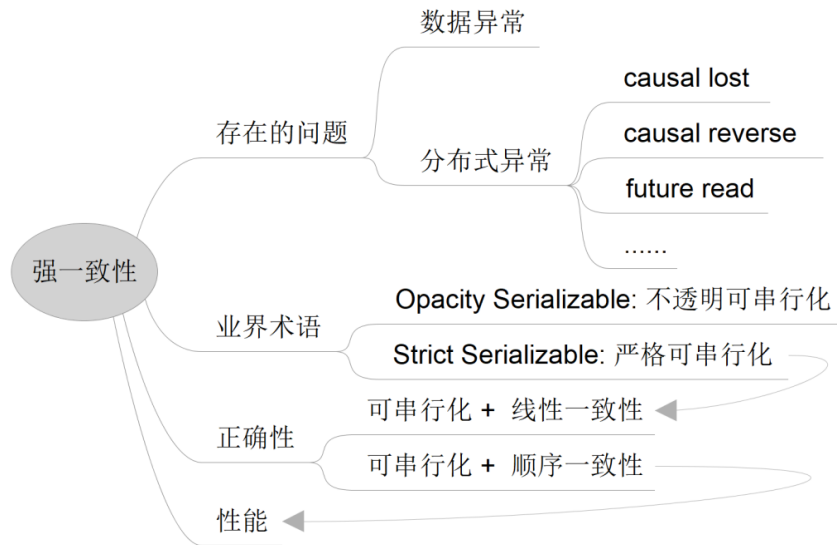 数据异常
causal lost
存在的问题
causal reverse
分布式异常
future read
......
强一致性
Opacity Serializable: 不透明可串行化
业界术语
Strict Serializable: 严格可串行化
可串行化 + 线性一致性
正确性
可串行化 + 顺序一致性
性能